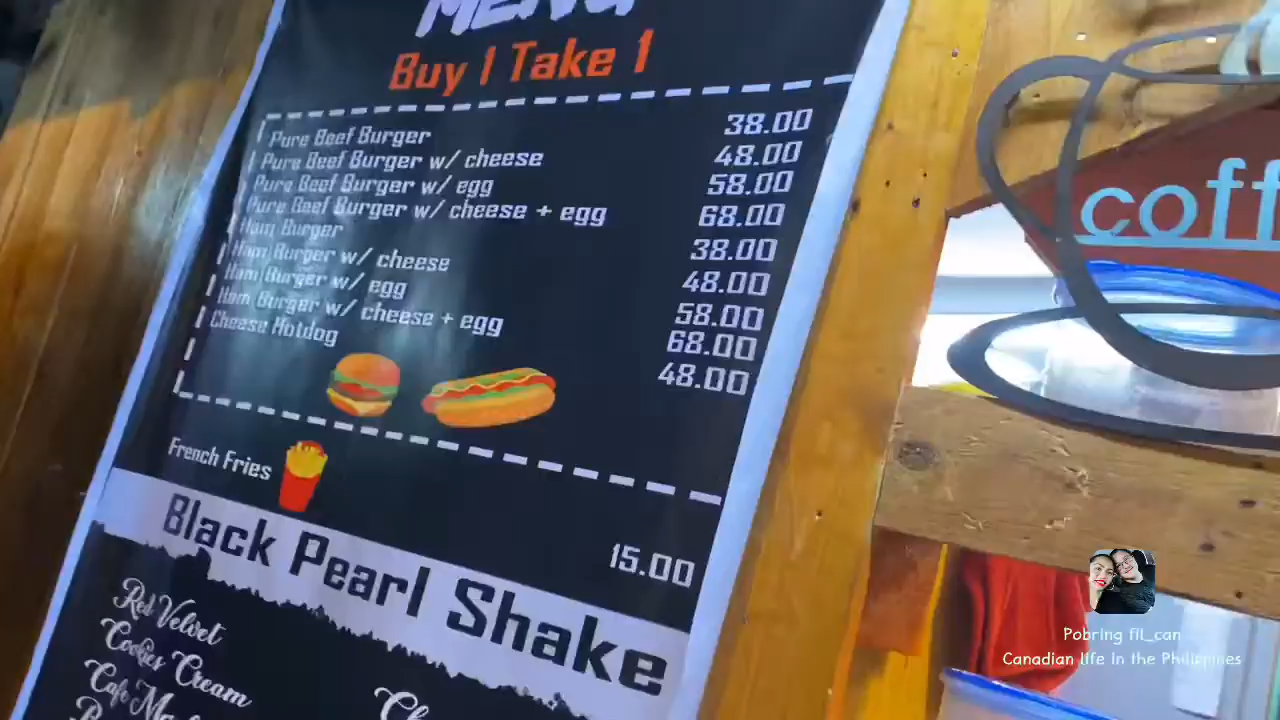 MENU
Buy 1 Take 1
Pure Beef Burger 38.00
Pure Beef Burger w/ cheese 48.00
Pure Beef Burger w/ egg 58.00
Pure Beef Burger w/ cheese + egg 68.00
Ham Burger 38.00
Ham Burger w/ cheese 48.00
Ham Burger w/ egg 58.00
Ham Burger w/ cheese + egg 68.00
Cheese Hotdog 48.00
French Fries 15.00
Black Pearl Shake
Red Velvet
Cookies Cream
Cafe
coff
Pobring fil_can
Canadian life in the Philippines